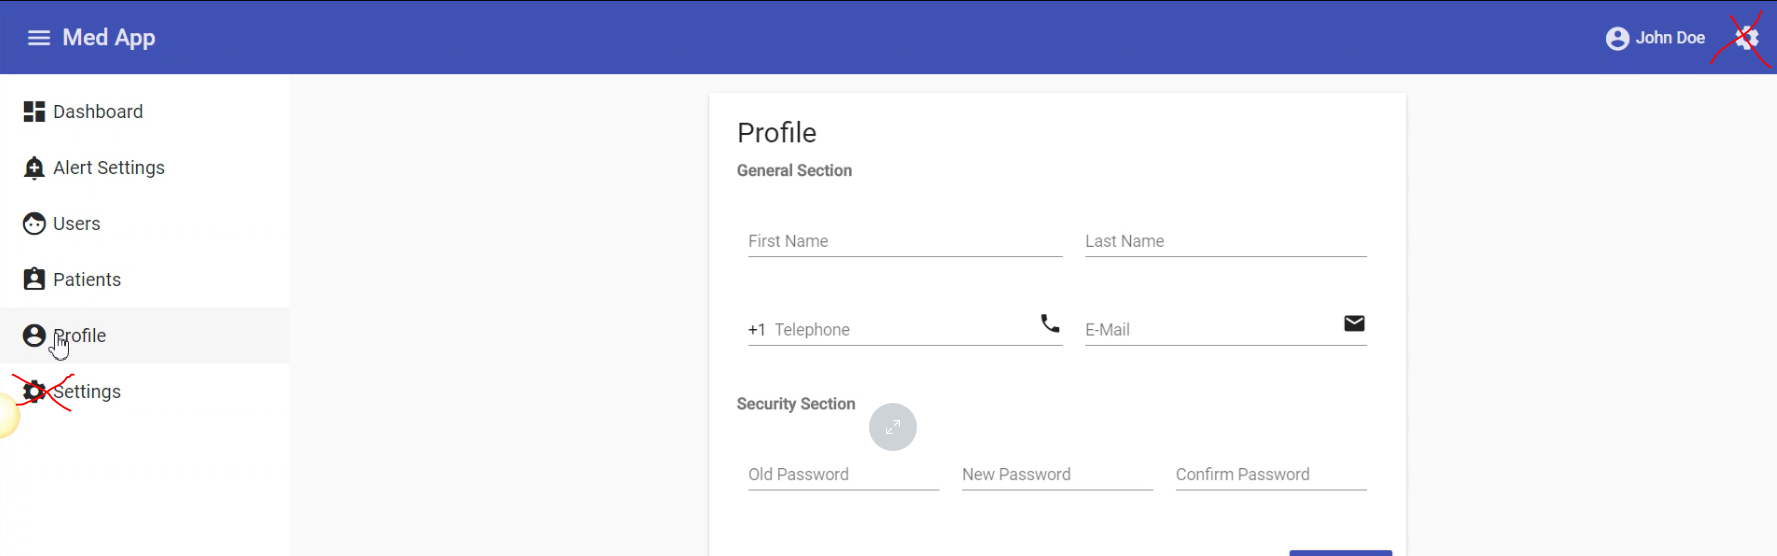 Med App
John Doe
Dashboard
Alert Settings
Users
Patients
Profile
Settings
Profile
General Section
First Name
Last Name
+1 Telephone
E-Mail
Security Section
Old Password
New Password
Confirm Password